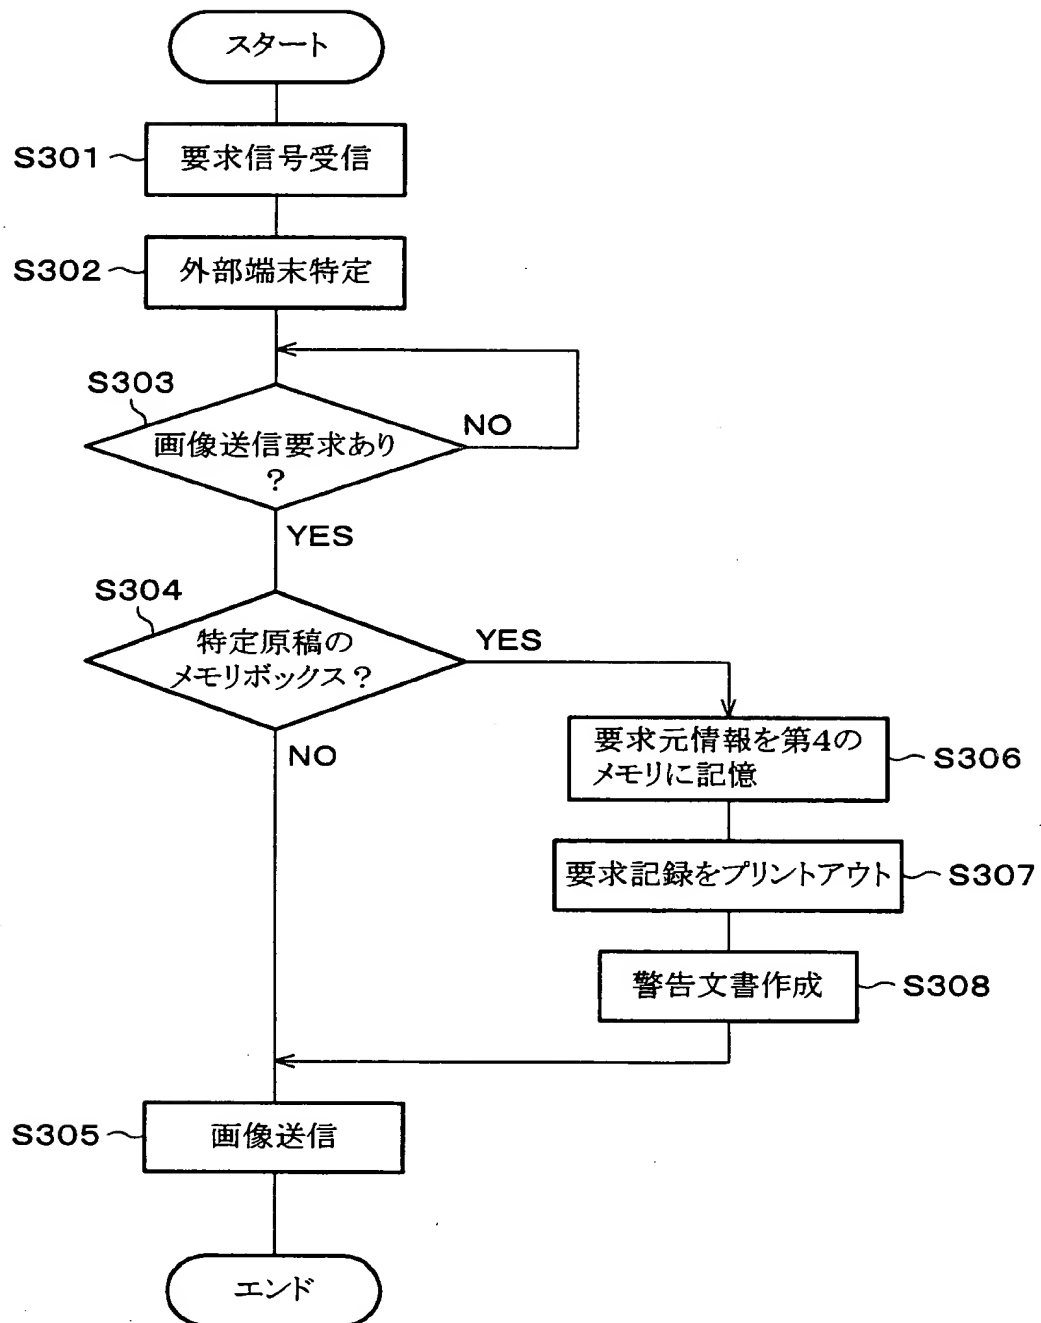 スタート
S301
要求信号受信
S302
外部端末特定
S303
画像送信要求あり
?
NO
YES
S304
特定原稿の
メモリボックス?
YES
NO
要求元情報を第4の
メモリに記憶
S306
要求記録をプリントアウト
S307
警告文書作成
S308
S305
画像送信
エンド